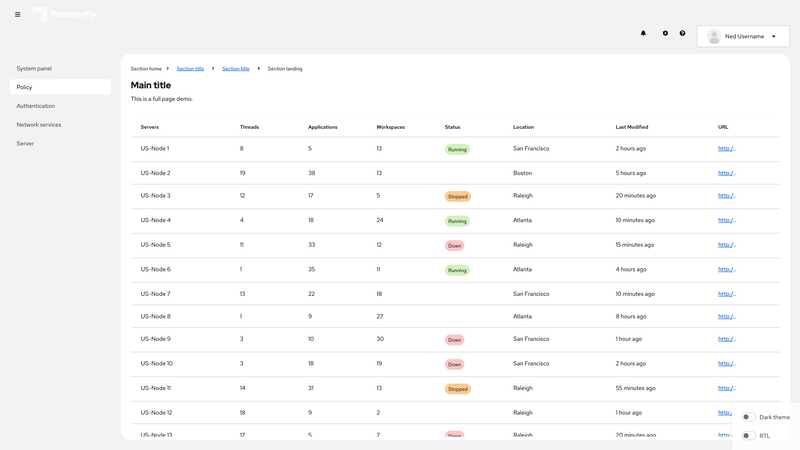 PatternFly
Ned Username
System panel
Policy
Authentication
Network services
Server
Section home Section title Section title Section landing
Main title
This is a full page demo.
Servers Threads Applications Workspaces Status Location Last Modified URL
US-Node 1 8 5 13 Running San Francisco 2 hours ago http:/...
US-Node 2 19 38 13 Boston 5 hours ago http:/...
US-Node 3 12 17 5 Stopped Raleigh 20 minutes ago http:/...
US-Node 4 4 18 24 Running Atlanta 10 minutes ago http:/...
US-Node 5 11 33 12 Down Raleigh 15 minutes ago http:/...
US-Node 6 1 35 11 Running Atlanta 4 hours ago http:/...
US-Node 7 13 22 18 San Francisco 10 minutes ago http:/...
US-Node 8 1 9 27 Atlanta 8 hours ago http:/...
US-Node 9 3 10 30 Down San Francisco 1 hour ago http:/...
US-Node 10 3 18 19 Down San Francisco 2 hours ago http:/...
US-Node 11 14 31 13 Stopped Raleigh 55 minutes ago http:/...
US-Node 12 18 9 2 Raleigh 1 hour ago
US-Node 13 17 5 7 Down Raleigh 20 minutes ago
Dark theme
RTL